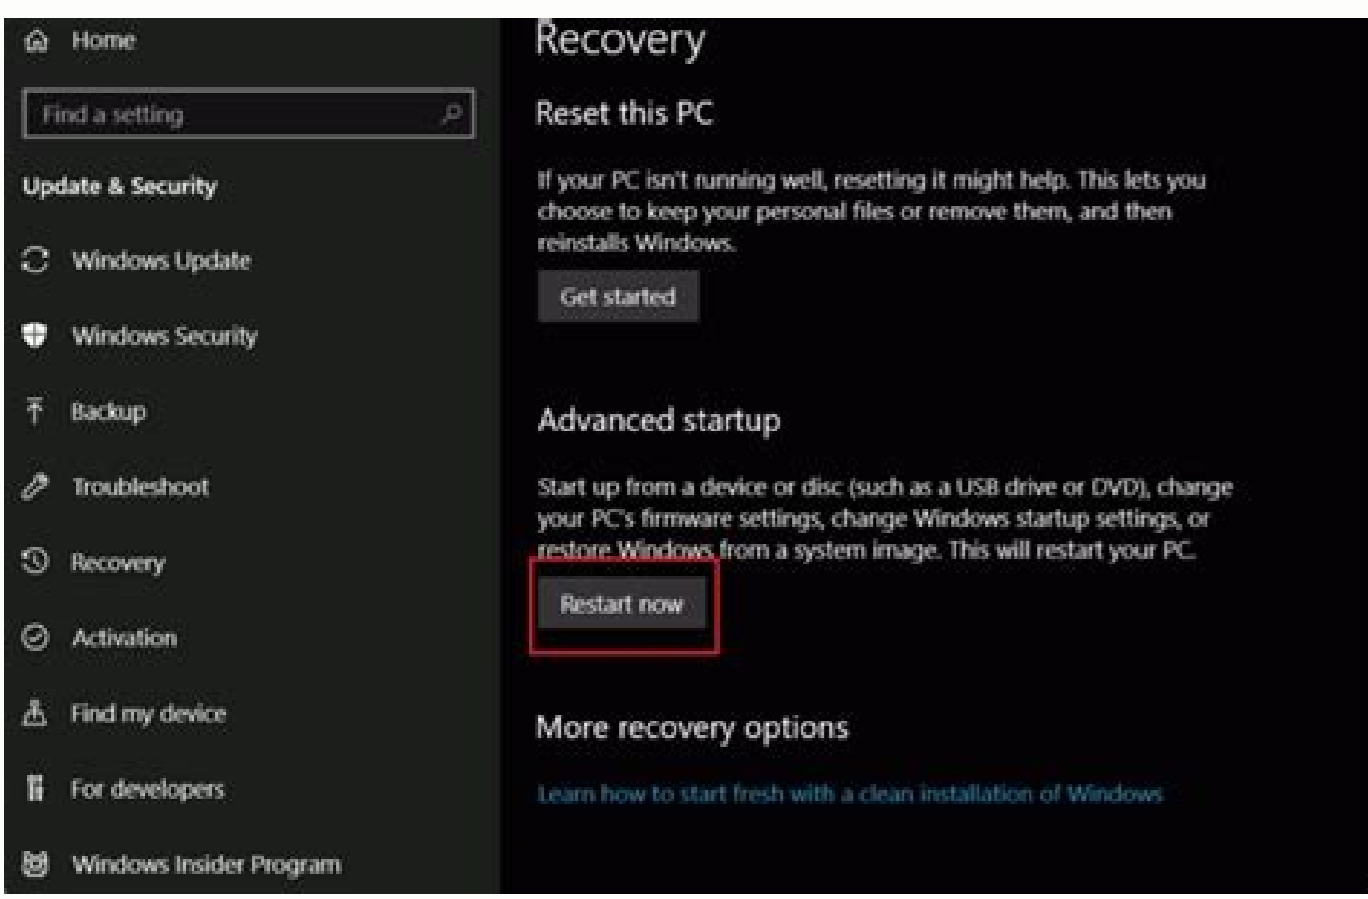 Home
Find a setting
Update & Security
Windows Update
Windows Security
Backup
Troubleshoot
Recovery
Activation
Find my device
For developers
Windows Insider Program
Recovery
Reset this PC
If your PC isn't running well, resetting it might help. This lets you
choose to keep your personal files or remove them, and then
reinstalls Windows.
Get started
Advanced startup
Start up from a device or disc (such as a USB drive or DVD), change
your PC's firmware settings, change Windows startup settings, or
restore Windows from a system image. This will restart your PC.
Restart now
More recovery options
Learn how to start fresh with a clean installation of Windows